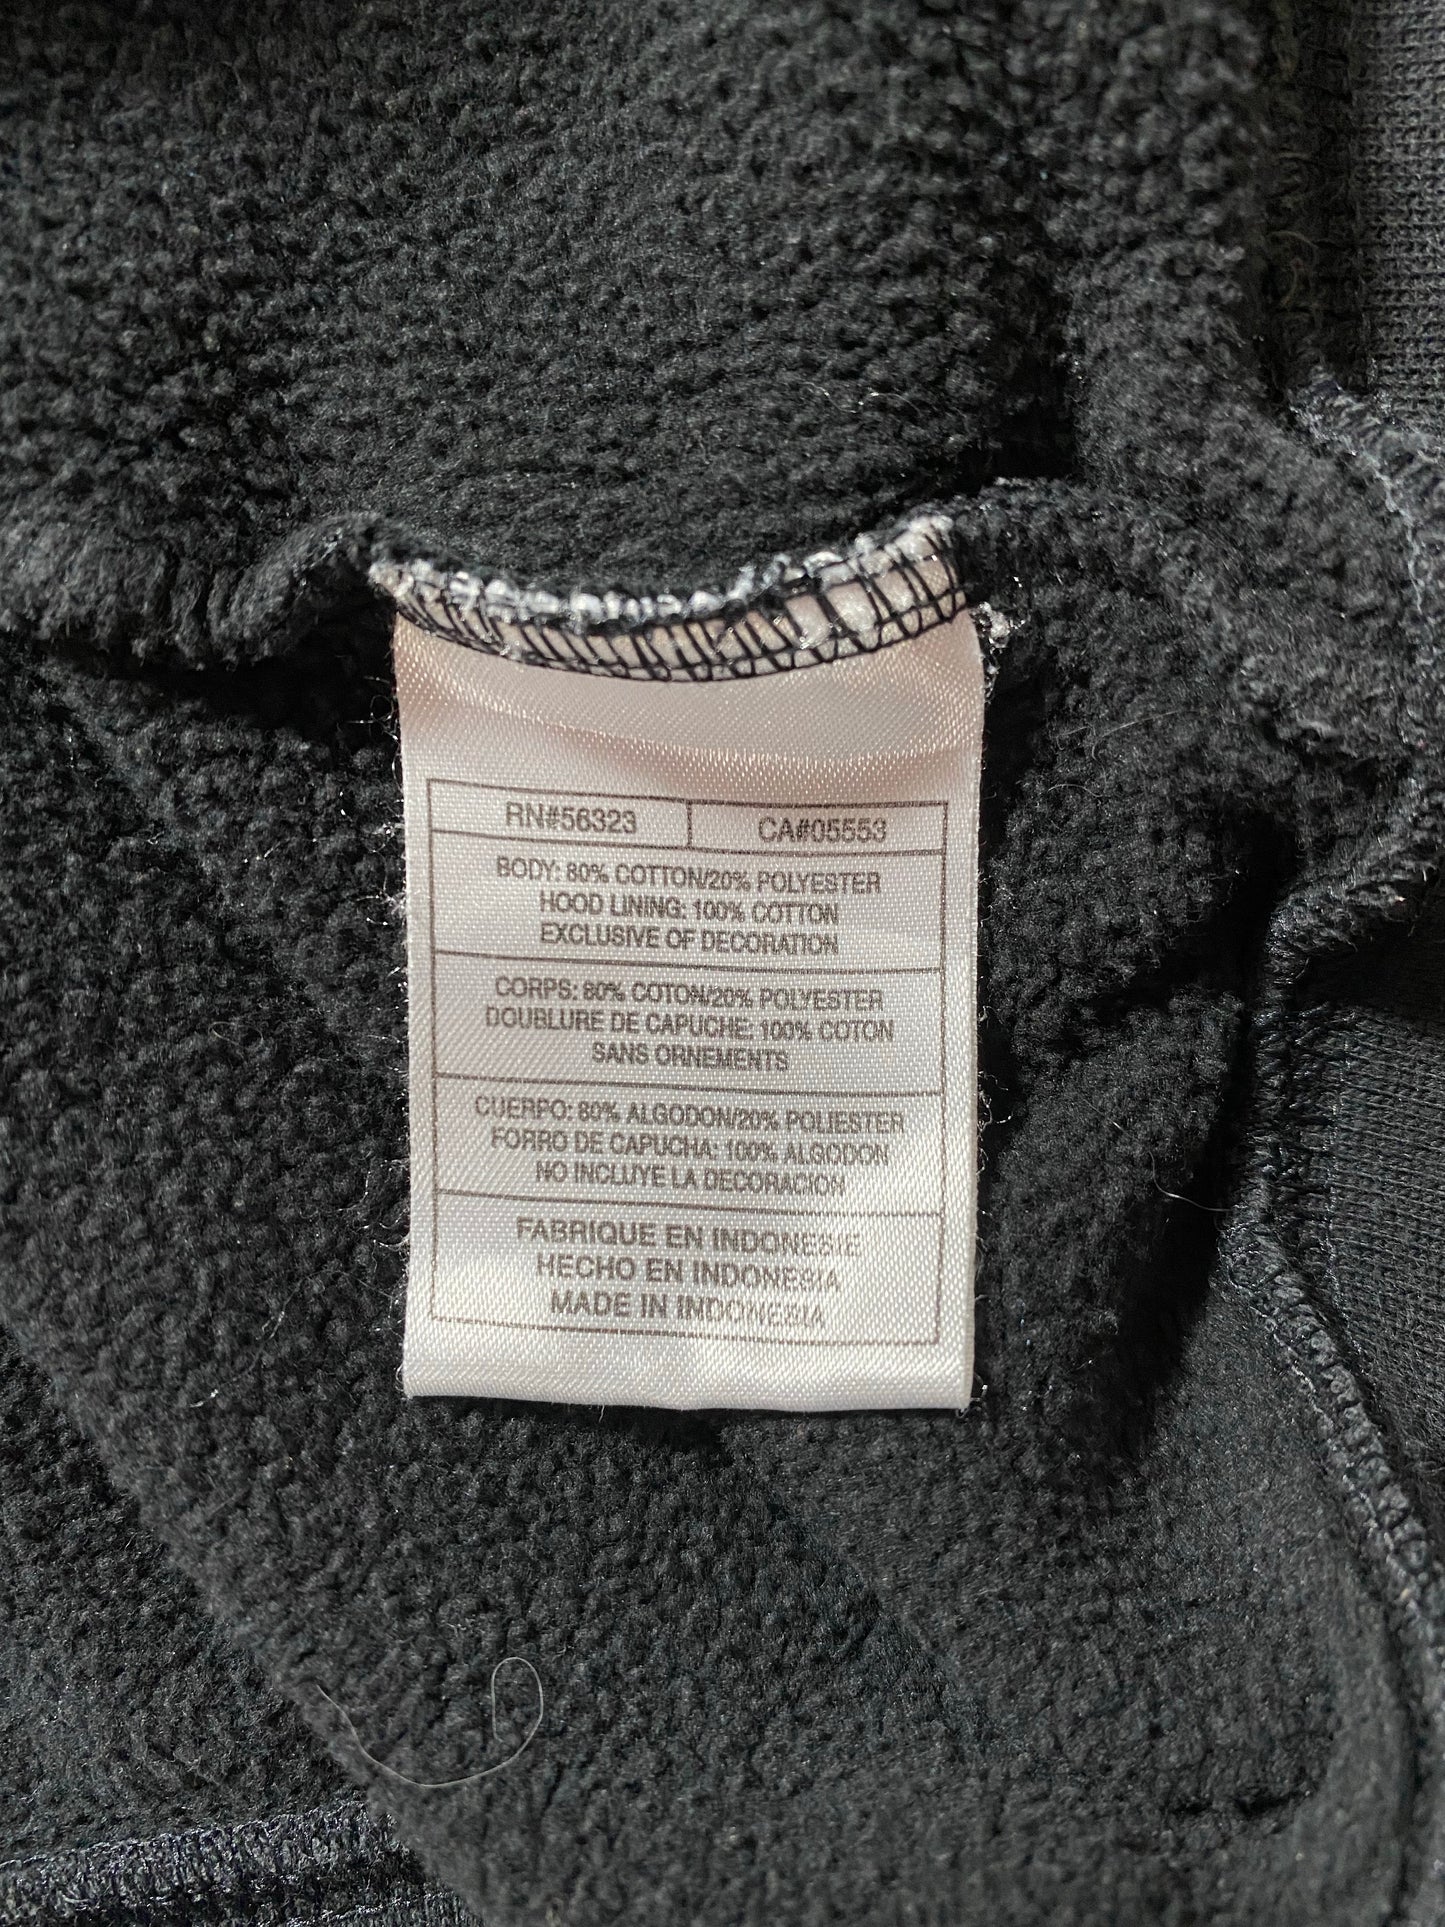 RN#56323 CA#05553
BODY: 80% COTTON/20% POLYESTER
HOOD LINING: 100% COTTON
EXCLUSIVE OF DECORATION
CORPS: 80% COTON/20% POLYESTER
DOUBLURE DE CAPUCHE: 100% COTON
SANS ORNEMENTS
CUERPO: 80% ALGODON/20% POLIESTER
FORRO DE CAPUCHA: 100% ALGODON
NO INCLUYE LA DECORACION
FABRIQUE EN INDONESIE
HECHO EN INDONESIA
MADE IN INDONESIA